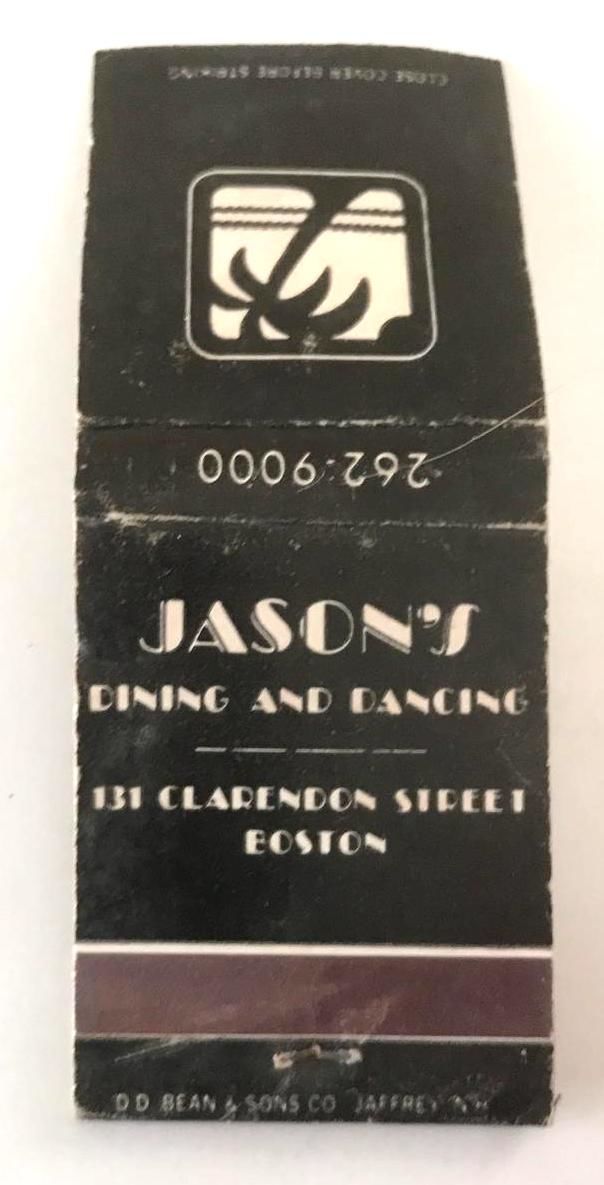 CLOSE COVER BEFORE STRIKING
262-9000
JASON'S
DINING AND DANCING
131 CLARENDON STREET
BOSTON
D.D. BEAN & SONS CO. JAFFREY N.H.